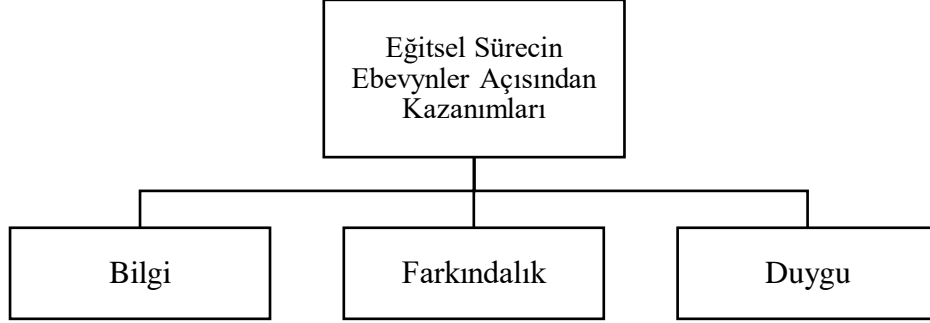 Eğitsel Sürecin
Ebevynler Açısından
Kazanımları
Bilgi
Farkındalık
Duygu